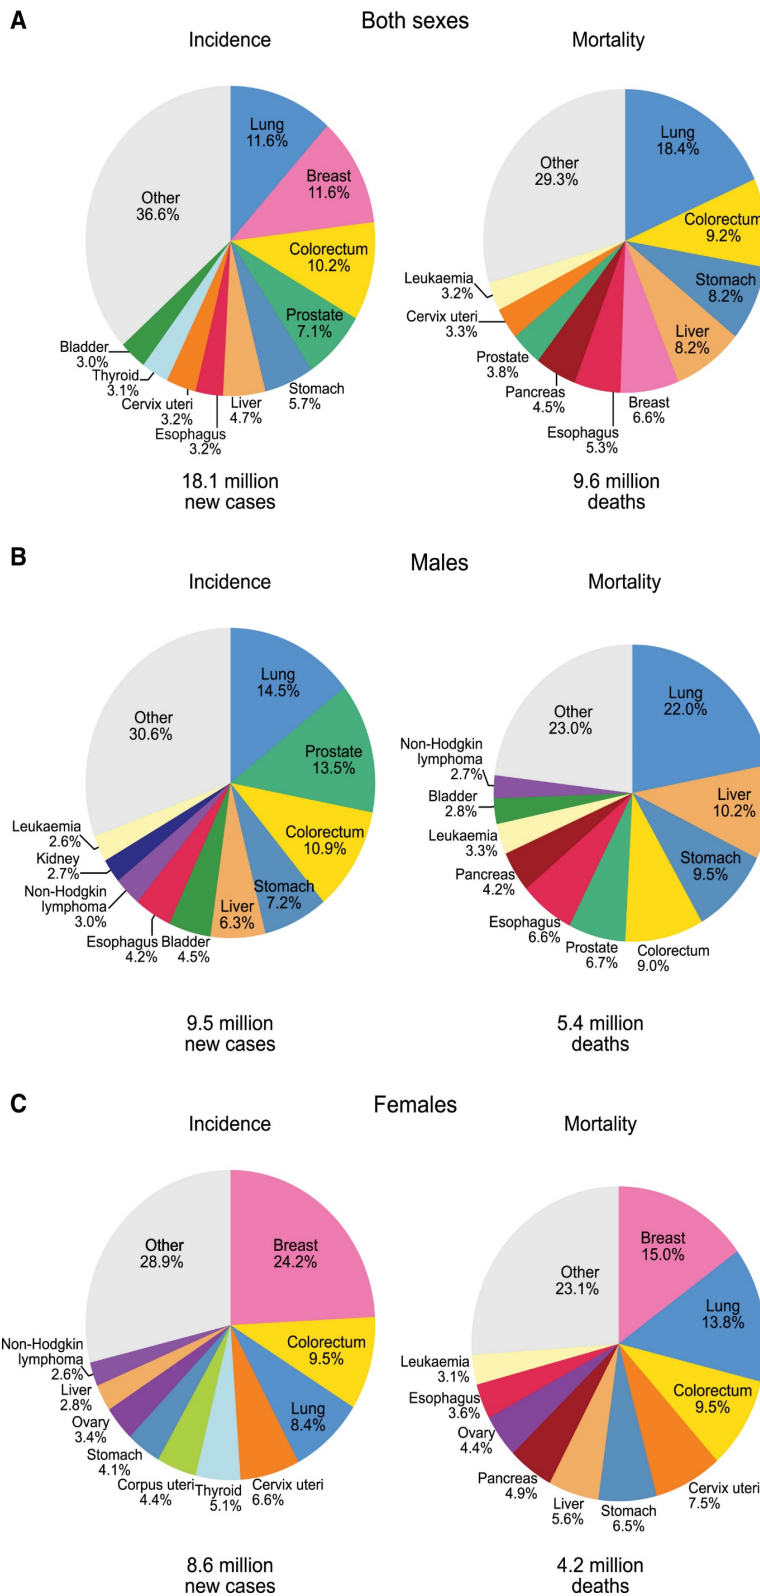 A
Both sexes
Incidence
Mortality
Lung
11.6%
Breast
11.6%
Colorectum
10.2%
Prostate
7.1%
Stomach
5.7%
Liver
4.7%
Esophagus
3.2%
Cervix uteri
3.2%
Thyroid
3.1%
Bladder
3.0%
Other
36.6%
18.1 million
new cases
Lung
18.4%
Colorectum
9.2%
Stomach
8.2%
Liver
8.2%
Breast
6.6%
Esophagus
5.3%
Pancreas
4.5%
Prostate
3.8%
Cervix uteri
3.3%
Leukaemia
3.2%
Other
29.3%
9.6 million
deaths
B
Males
Incidence
Mortality
Lung
14.5%
Prostate
13.5%
Colorectum
10.9%
Stomach
7.2%
Liver
6.3%
Bladder
4.5%
Esophagus
4.2%
Non-Hodgkin
lymphoma
3.0%
Kidney
2.7%
Leukaemia
2.6%
Other
30.6%
9.5 million
new cases
Lung
22.0%
Liver
10.2%
Stomach
9.5%
Colorectum
9.0%
Prostate
6.7%
Esophagus
6.6%
Pancreas
4.2%
Leukaemia
3.3%
Bladder
2.8%
Non-Hodgkin
lymphoma
2.7%
Other
23.0%
5.4 million
deaths
C
Females
Incidence
Mortality
Breast
24.2%
Colorectum
9.5%
Lung
8.4%
Cervix uteri
6.6%
Thyroid
5.1%
Corpus uteri
4.4%
Stomach
4.1%
Ovary
3.4%
Liver
2.8%
Non-Hodgkin
lymphoma
2.6%
Other
28.9%
8.6 million
new cases
Breast
15.0%
Lung
13.8%
Colorectum
9.5%
Cervix uteri
7.5%
Stomach
6.5%
Liver
5.6%
Pancreas
4.9%
Ovary
4.4%
Esophagus
3.6%
Leukaemia
3.1%
Other
23.1%
4.2 million
deaths